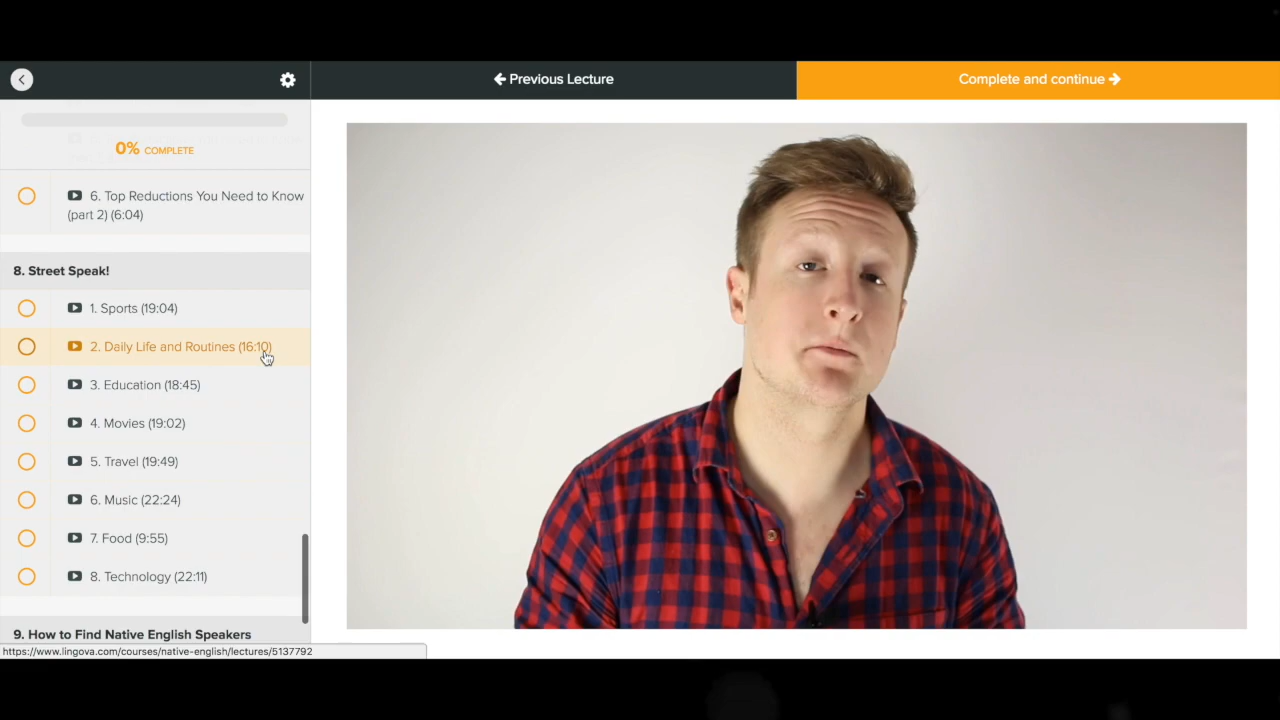 Previous Lecture
Complete and continue
0% COMPLETE
6. Top Reductions You Need to Know
(part 2) (6:04)
8. Street Speak!
1. Sports (19:04)
2. Daily Life and Routines (16:10)
3. Education (18:45)
4. Movies (19:02)
5. Travel (19:49)
6. Music (22:24)
7. Food (9:55)
8. Technology (22:11)
9. How to Find Native English Speakers
https://www.lingova.com/courses/native-english/lectures/5137792